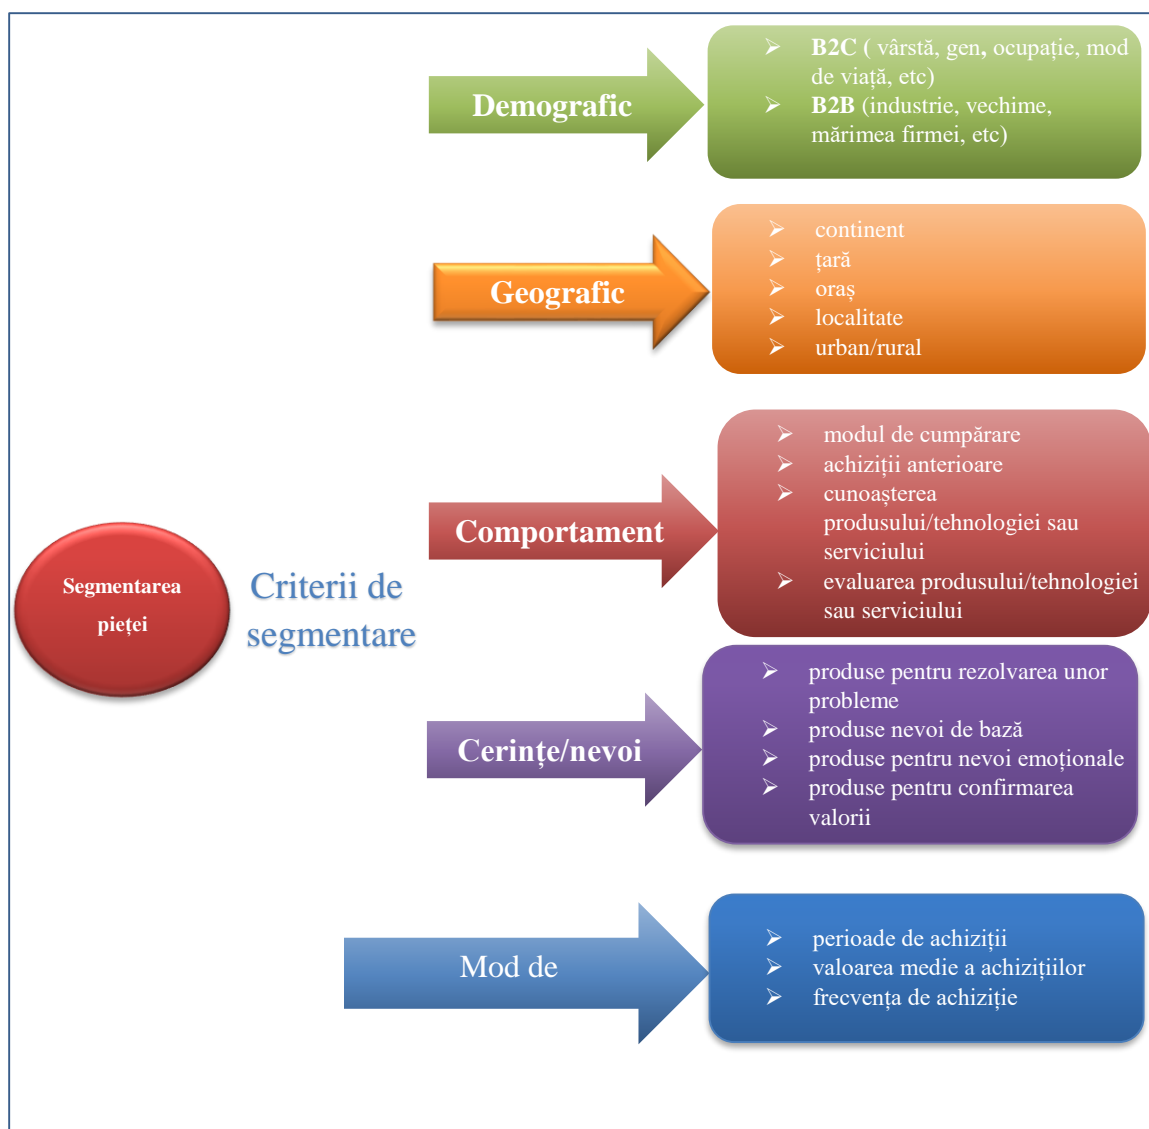 Segmentarea
pieței
Criterii de
segmentare
Demografic
➢ B2C ( vârstă, gen, ocupație, mod
de viață, etc)
➢ B2B (industrie, vechime,
mărimea firmei, etc)
Geografic
➢ continent
➢ țară
➢ oraș
➢ localitate
➢ urban/rural
Comportament
➢ modul de cumpărare
➢ achiziții anterioare
➢ cunoașterea
produsului/tehnologiei sau
serviciului
➢ evaluarea produsului/tehnologiei
sau serviciului
Cerințe/nevoi
➢ produse pentru rezolvarea unor
probleme
➢ produse nevoi de bază
➢ produse pentru nevoi emoționale
➢ produse pentru confirmarea
valorii
Mod de
➢ perioade de achiziții
➢ valoarea medie a achizițiilor
➢ frecvența de achiziție